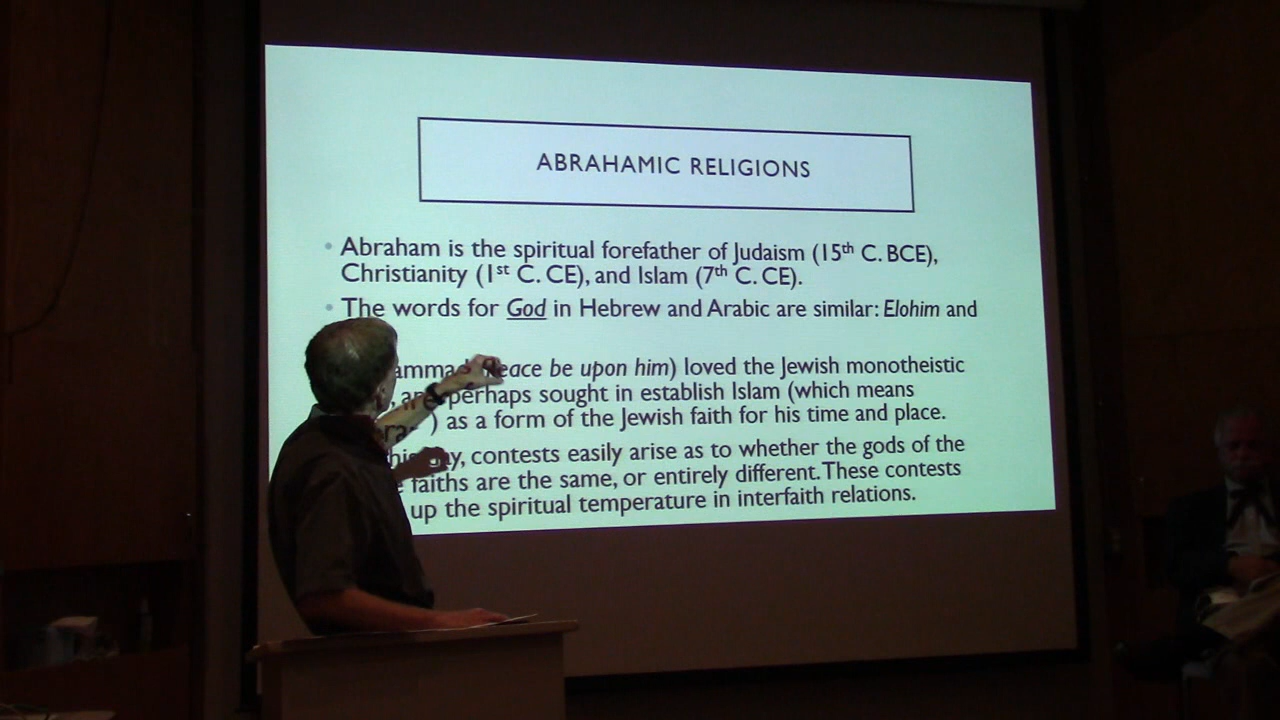 ABRAHAMIC RELIGIONS
• Abraham is the spiritual forefather of Judaism (15th C. BCE),
Christianity (1st C. CE), and Islam (7th C. CE).
• The words for God in Hebrew and Arabic are similar: Elohim and
be upon him) loved the Jewish monotheistic
perhaps sought in establish Islam (which means
) as a form of the Jewish faith for his time and place.
contests easily arise as to whether the gods of the
faiths are the same, or entirely different. These contests
up the spiritual temperature in interfaith relations.